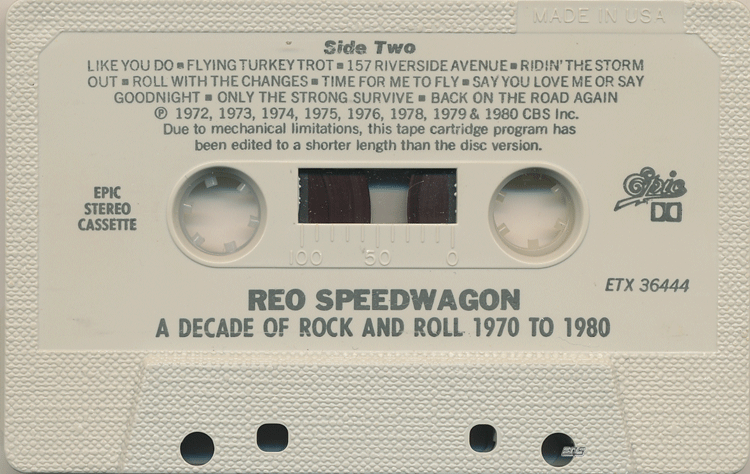 MADE IN USA
Side Two
LIKE YOU DO ▪ FLYING TURKEY TROT ▪ 157 RIVERSIDE AVENUE ▪ RIDIN' THE STORM
OUT ▪ ROLL WITH THE CHANGES ▪ TIME FOR ME TO FLY ▪ SAY YOU LOVE ME OR SAY
GOODNIGHT ▪ ONLY THE STRONG SURVIVE ▪ BACK ON THE ROAD AGAIN
℗ 1972, 1973, 1974, 1975, 1976, 1978, 1979 & 1980 CBS Inc.
Due to mechanical limitations, this tape cartridge program has
been edited to a shorter length than the disc version.
EPIC
STEREO
CASSETTE
Epic
100 50 0
ETX 36444
REO SPEEDWAGON
A DECADE OF ROCK AND ROLL 1970 TO 1980